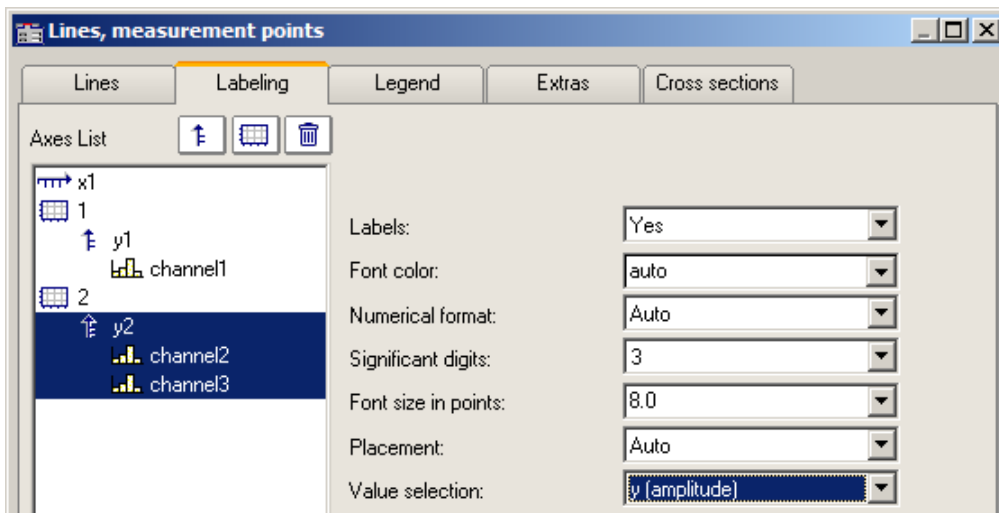 Lines, measurement points
Lines Labeling Legend Extras Cross sections
Axes List
x1
1
y1
channel1
2
y2
channel2
channel3
Labels: Yes
Font color: auto
Numerical format: Auto
Significant digits: 3
Font size in points: 8.0
Placement: Auto
Value selection: y (amplitude)